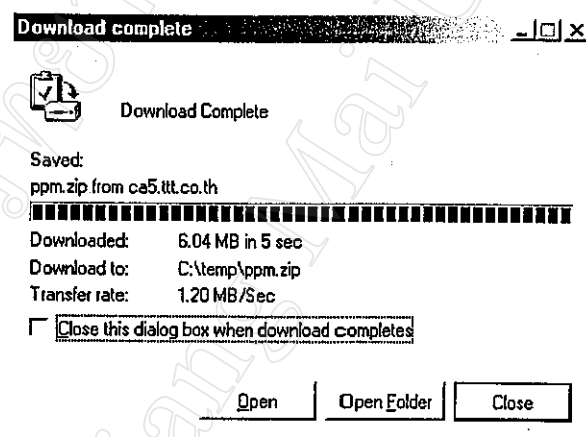 Download complete
Download Complete
Saved:
ppm.zip from ca5.ttt.co.th
Downloaded: 6.04 MB in 5 sec
Download to: C:\temp\ppm.zip
Transfer rate: 1.20 MB/Sec
Close this dialog box when download completes
Open Open Folder Close